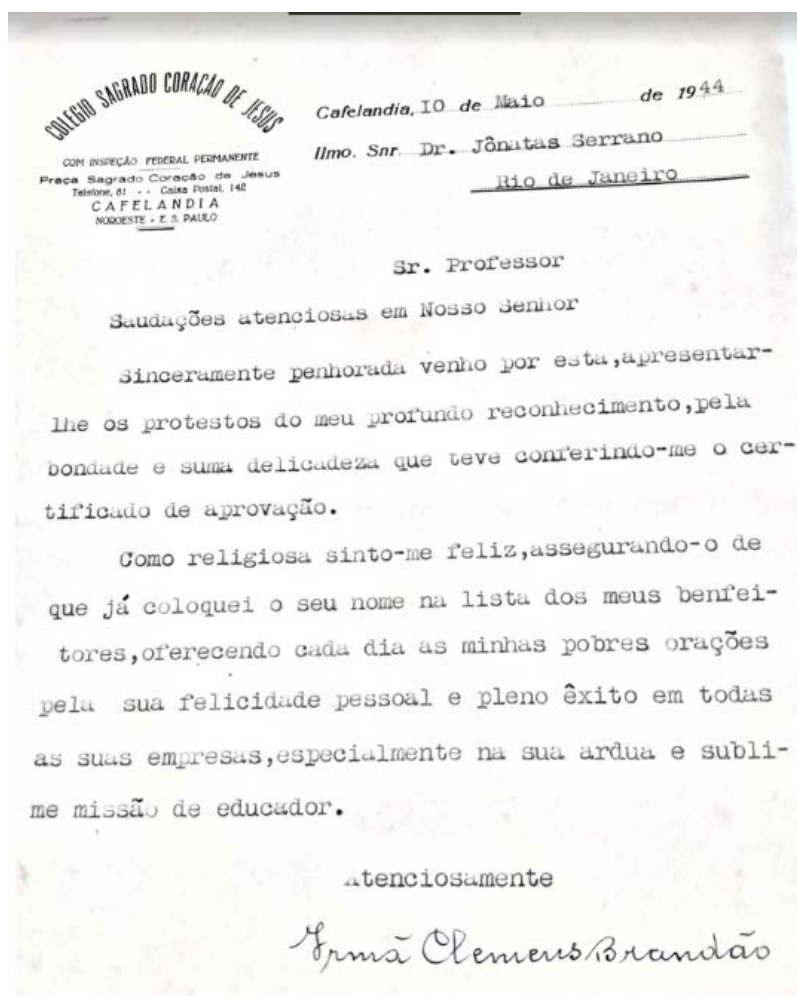 COLEGIO SAGRADO CORAÇÃO DE JESUS
COM INSPEÇÃO FEDERAL PERMANENTE
Praça Sagrado Coração de Jesus
Telefone, 81 - - Caixa Postal, 142
CAFELANDIA
NOROESTE - E. S. PAULO
Cafelandia, 10 de Maio de 1944
Ilmo. Snr. Dr. Jônatas Serrano
Rio de Janeiro
Sr. Professor
Saudações atenciosas em Nosso Senhor
Sinceramente penhorada venho por esta,apresentar-
lhe os protestos do meu profundo reconhecimento,pela
bondade e suma delicadeza que teve conferindo-me o cer-
tificado de aprovação.
Como religiosa sinto-me feliz,assegurando-o de
que já coloquei o seu nome na lista dos meus benfei-
tores,oferecendo cada dia as minhas pobres orações
pela sua felicidade pessoal e pleno êxito em todas
as suas empresas,especialmente na sua ardua e subli-
me missão de educador.
Atenciosamente
Irmã Clemens Brandão